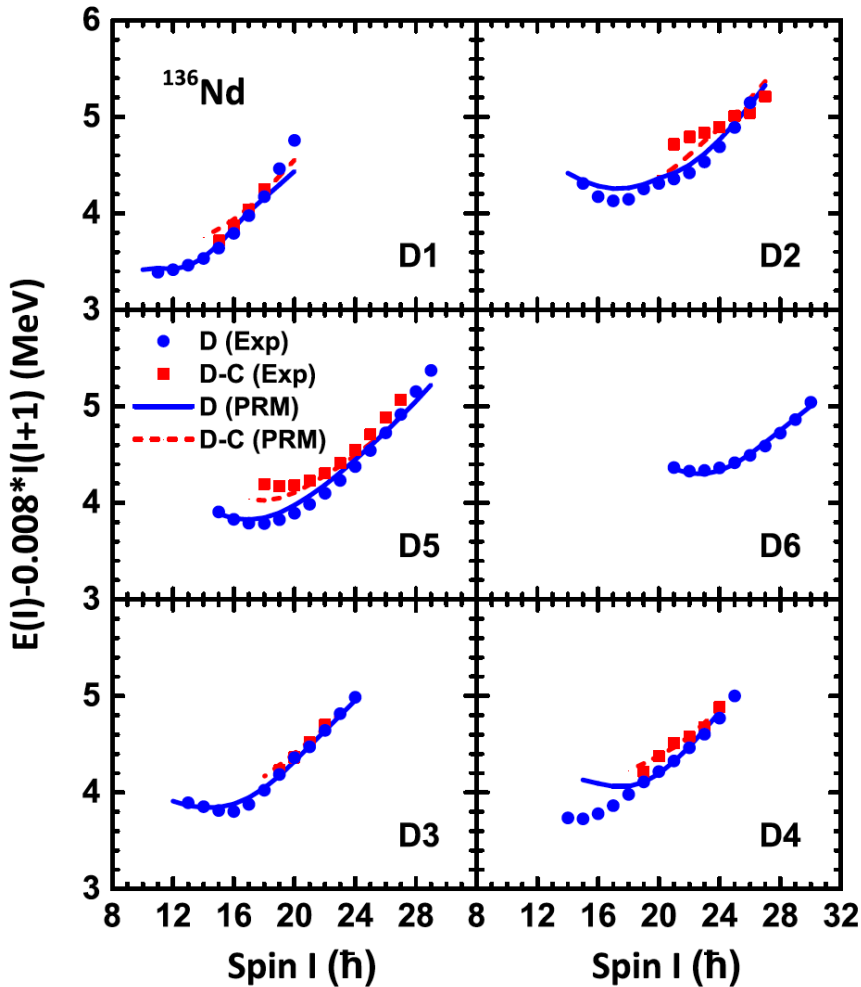 6
5
4
3
¹³⁶Nd
D1
D2
E(I)-0.008*I(I+1) (MeV)
D (Exp)
D-C (Exp)
D (PRM)
D-C (PRM)
5
4
3
D5
D6
5
4
3
D3
D4
8 12 16 20 24 28 8 12 16 20 24 28 32
Spin I (ħ) Spin I (ħ)